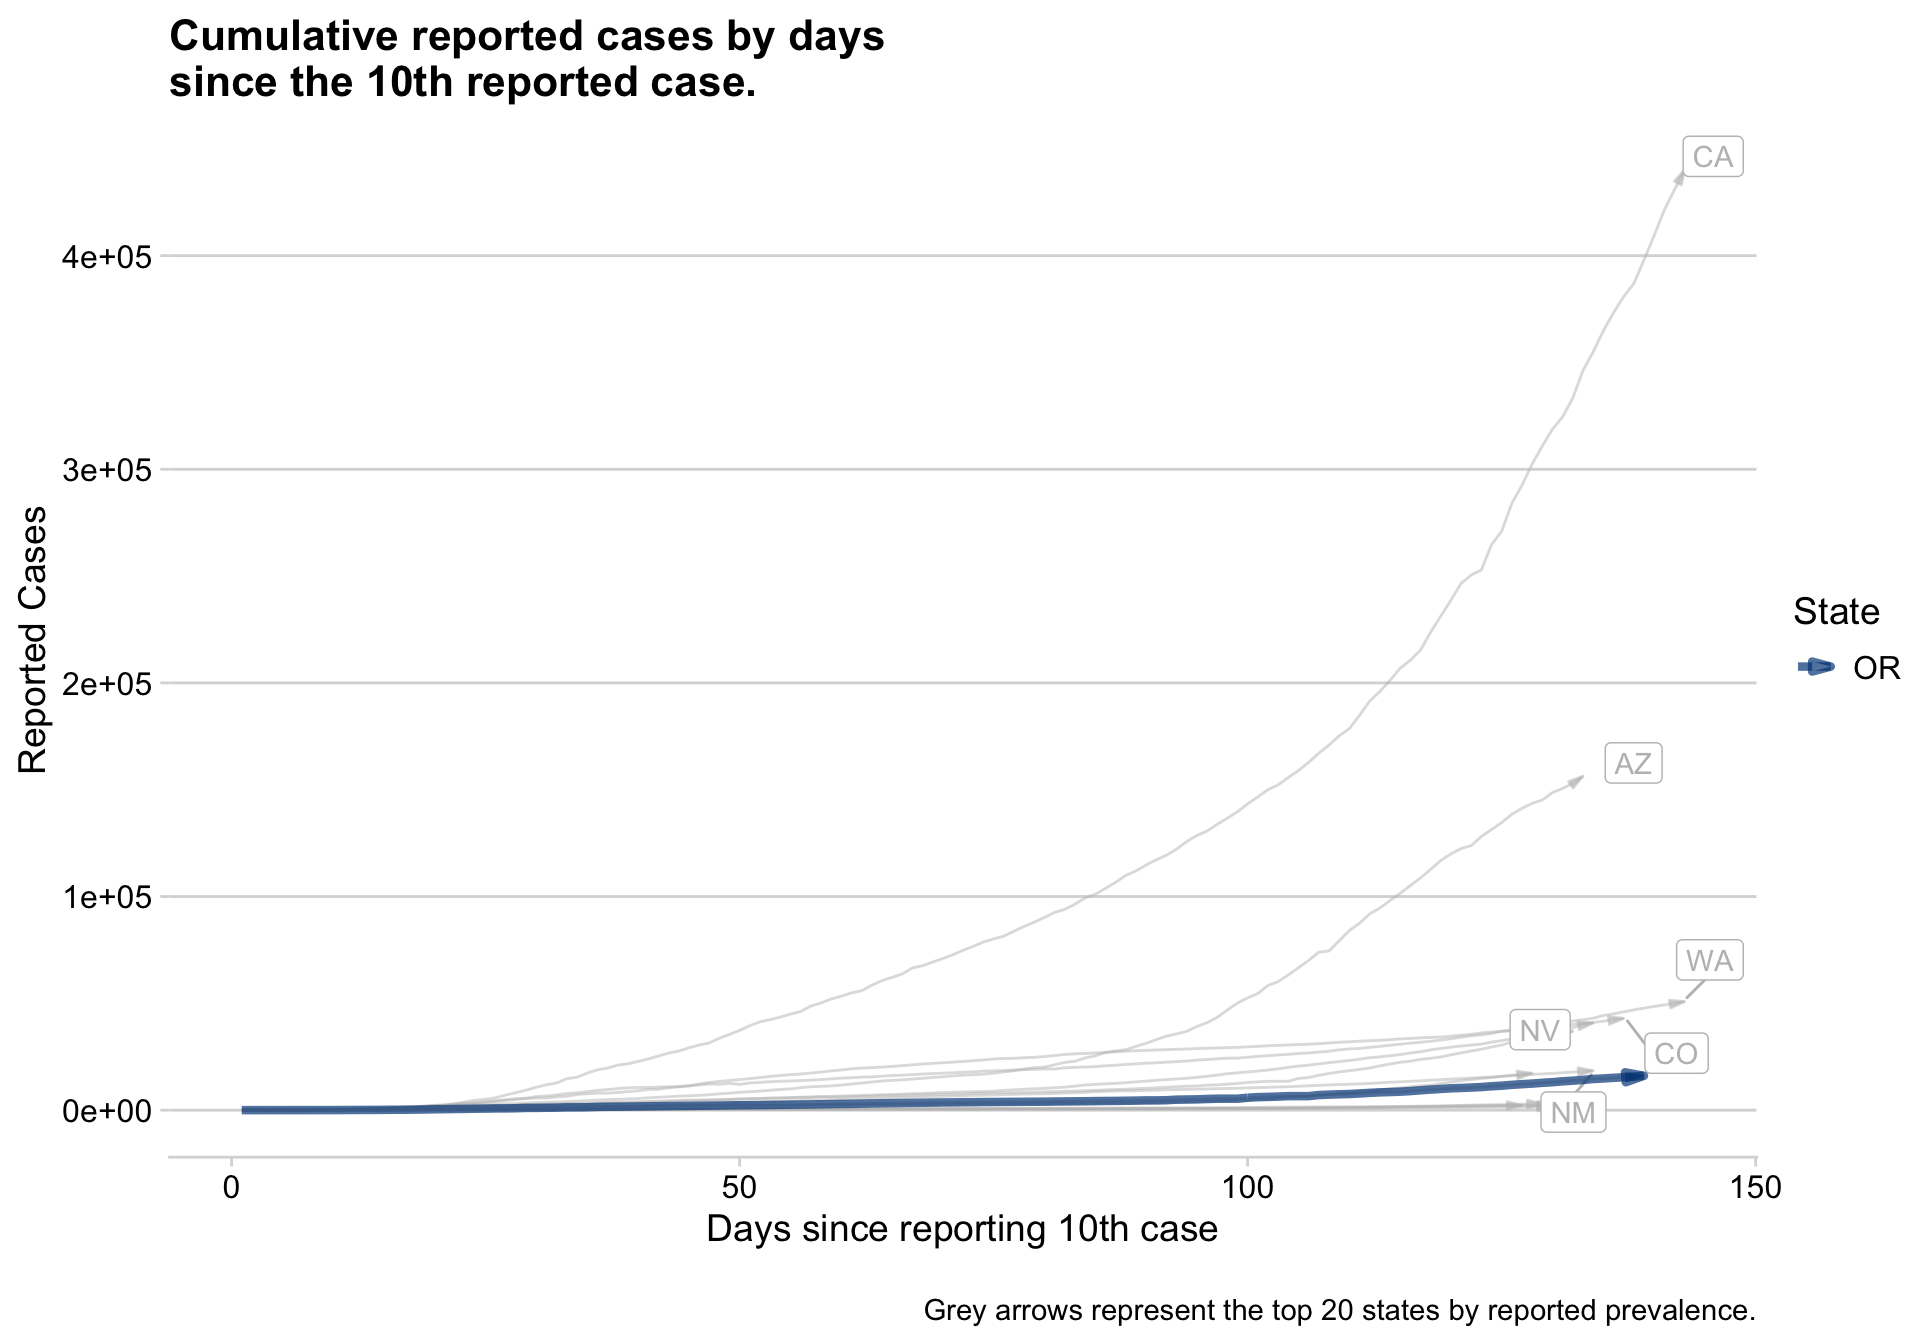 Cumulative reported cases by days
since the 10th reported case.
CA
4e+05
3e+05
Reported Cases
State
OR
2e+05
AZ
1e+05
WA
NV
CO
0e+00
NM
0
50
100
150
Days since reporting 10th case
Grey arrows represent the top 20 states by reported prevalence.